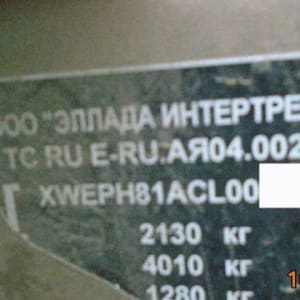 ООО "ЭЛЛАДА ИНТЕРТРЕ
ТС RU E-RU.АЯ04.002
XWEPH81ACL00
2130 кг
4010 кг
1280 кг